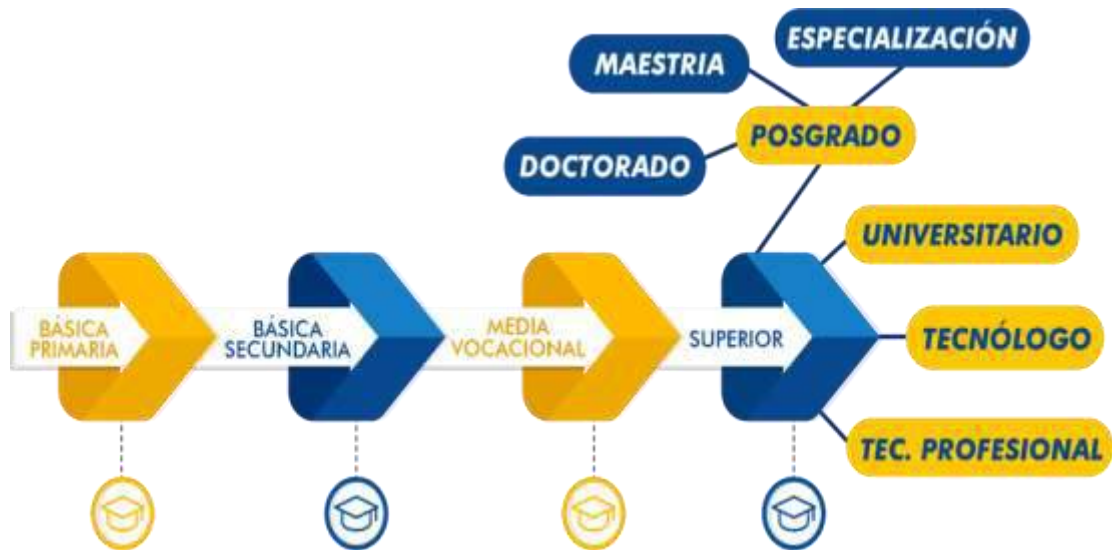 ESPECIALIZACIÓN
MAESTRIA
POSGRADO
DOCTORADO
UNIVERSITARIO
BÁSICA
PRIMARIA
BÁSICA
SECUNDARIA
MEDIA
VOCACIONAL
SUPERIOR
TECNÓLOGO
TEC. PROFESIONAL